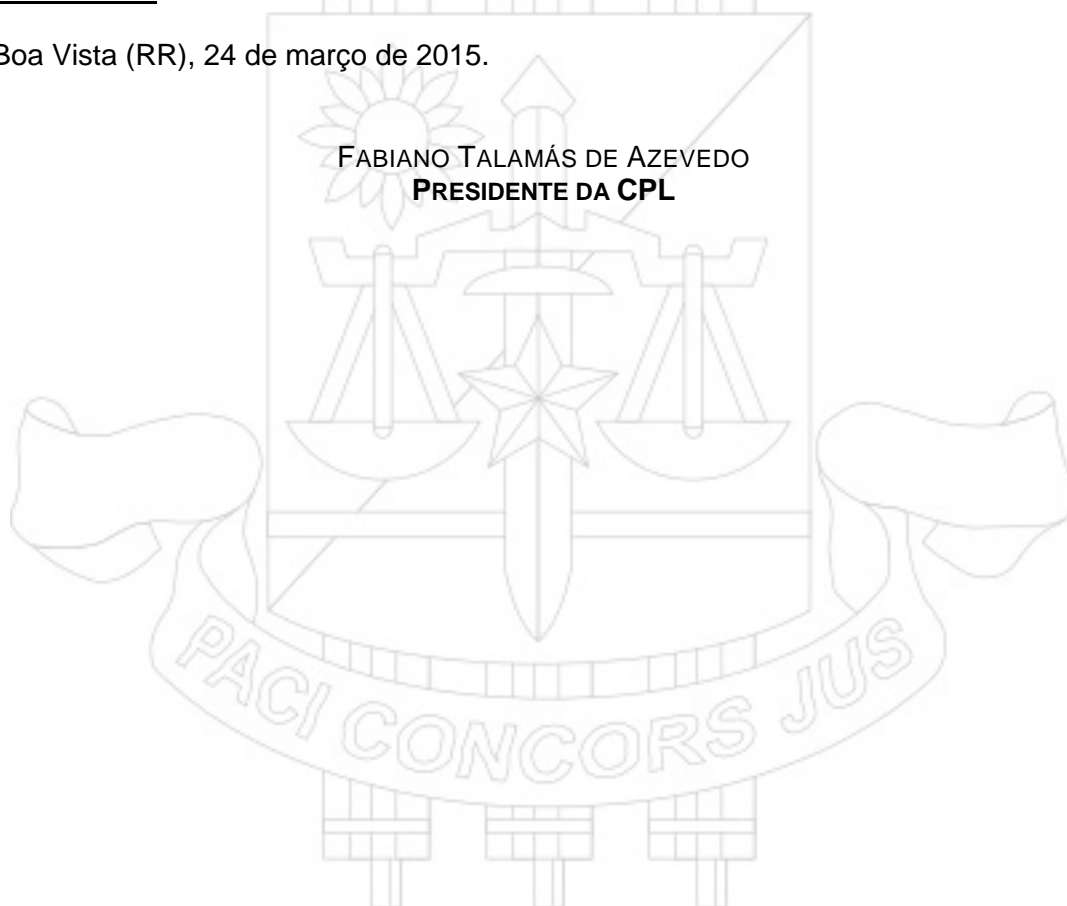 Boa Vista (RR), 24 de março de 2015.
FABIANO TALAMÁS DE AZEVEDO
PRESIDENTE DA CPL
PACI CONCORS JUS